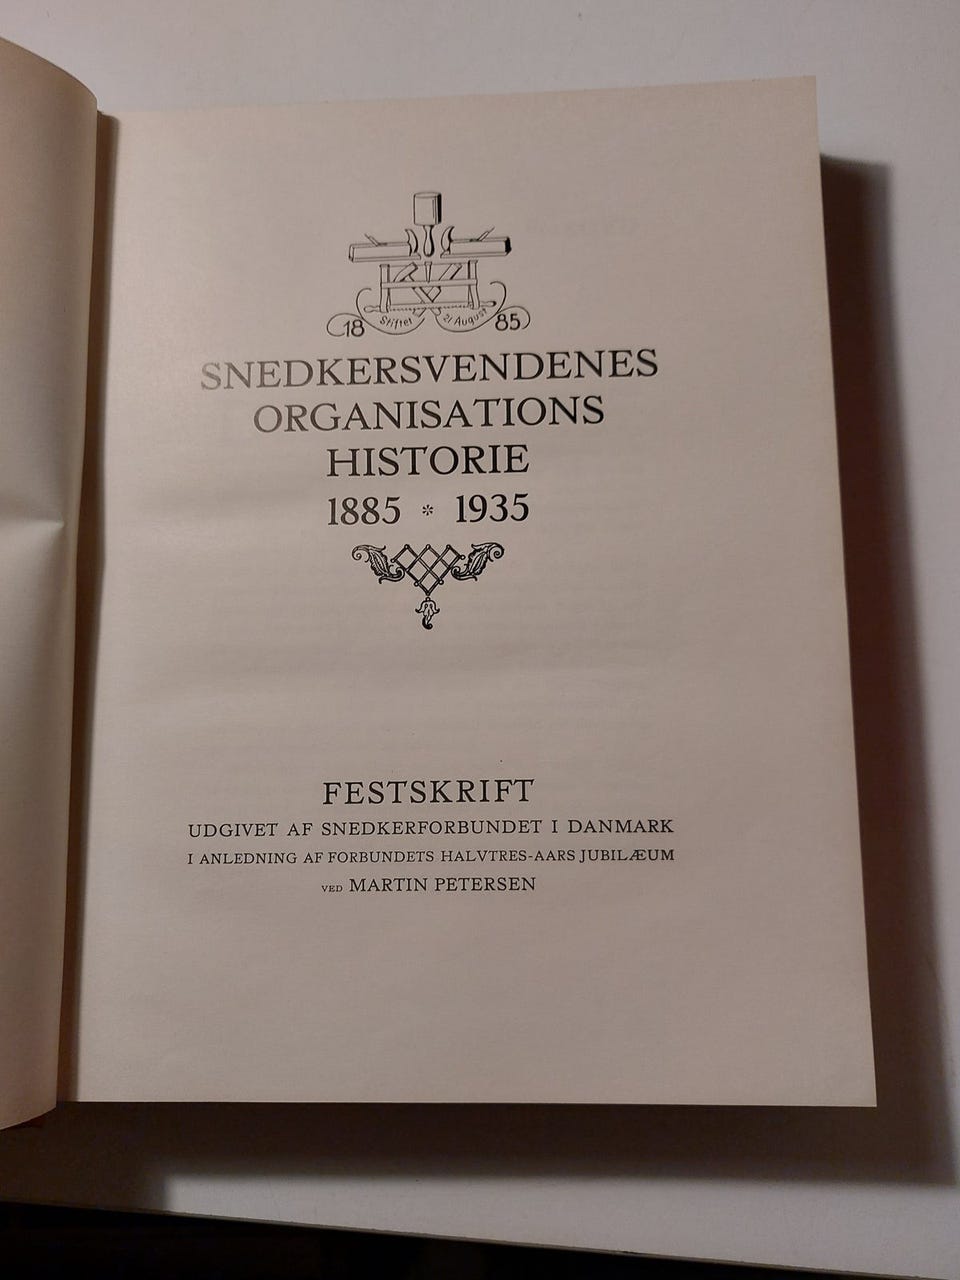 18 Stiftet 21 August 85
SNEDKERSVENDENES
ORGANISATIONS
HISTORIE
1885 * 1935
FESTSKRIFT
UDGIVET AF SNEDKERFORBUNDET I DANMARK
I ANLEDNING AF FORBUNDETS HALVTRES-AARS JUBILÆUM
VED MARTIN PETERSEN